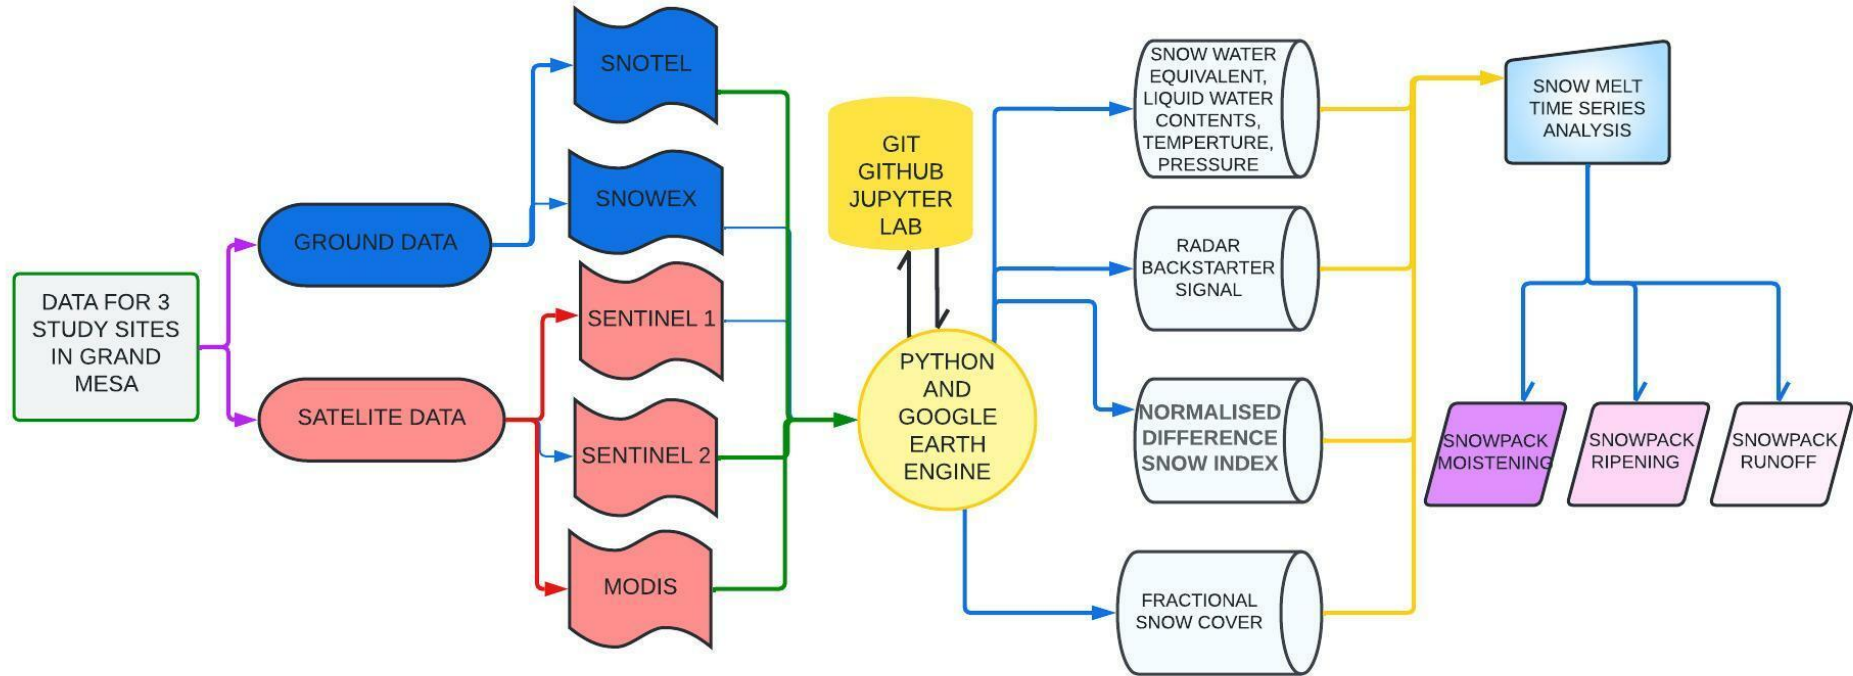 DATA FOR 3
STUDY SITES
IN GRAND
MESA
GROUND DATA
SATELITE DATA
SNOTEL
SNOWEX
SENTINEL 1
SENTINEL 2
MODIS
GIT
GITHUB
JUPYTER
LAB
PYTHON
AND
GOOGLE
EARTH
ENGINE
SNOW WATER
EQUIVALENT,
LIQUID WATER
CONTENTS,
TEMPERTURE,
PRESSURE
RADAR
BACKSTARTER
SIGNAL
NORMALISED
DIFFERENCE
SNOW INDEX
FRACTIONAL
SNOW COVER
SNOW MELT
TIME SERIES
ANALYSIS
SNOWPACK
MOISTENING
SNOWPACK
RIPENING
SNOWPACK
RUNOFF